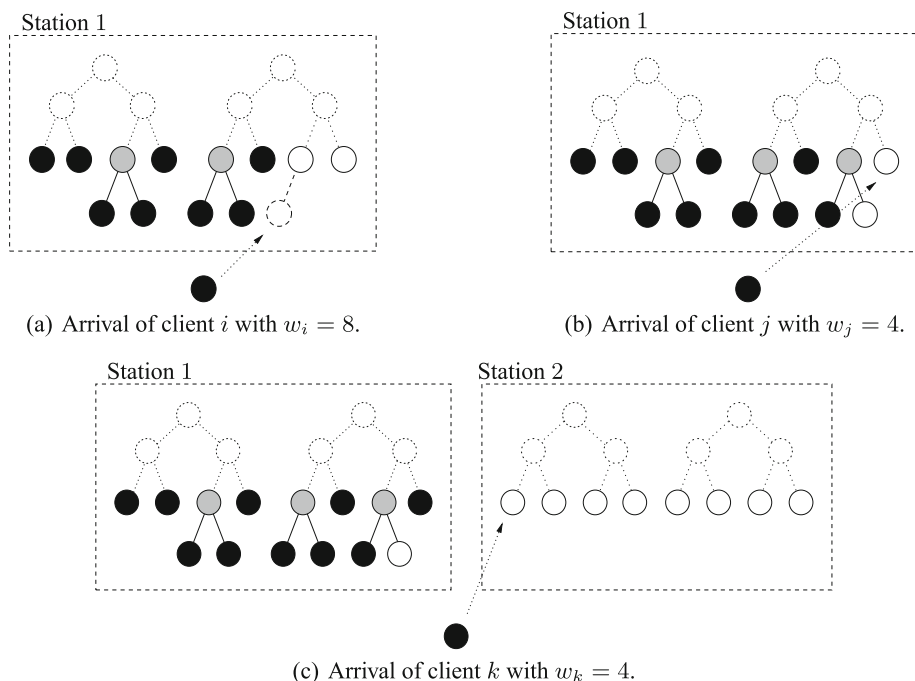 Station 1
Station 1
(a) Arrival of client i with w_i = 8.
(b) Arrival of client j with w_j = 4.
Station 1
Station 2
(c) Arrival of client k with w_k = 4.